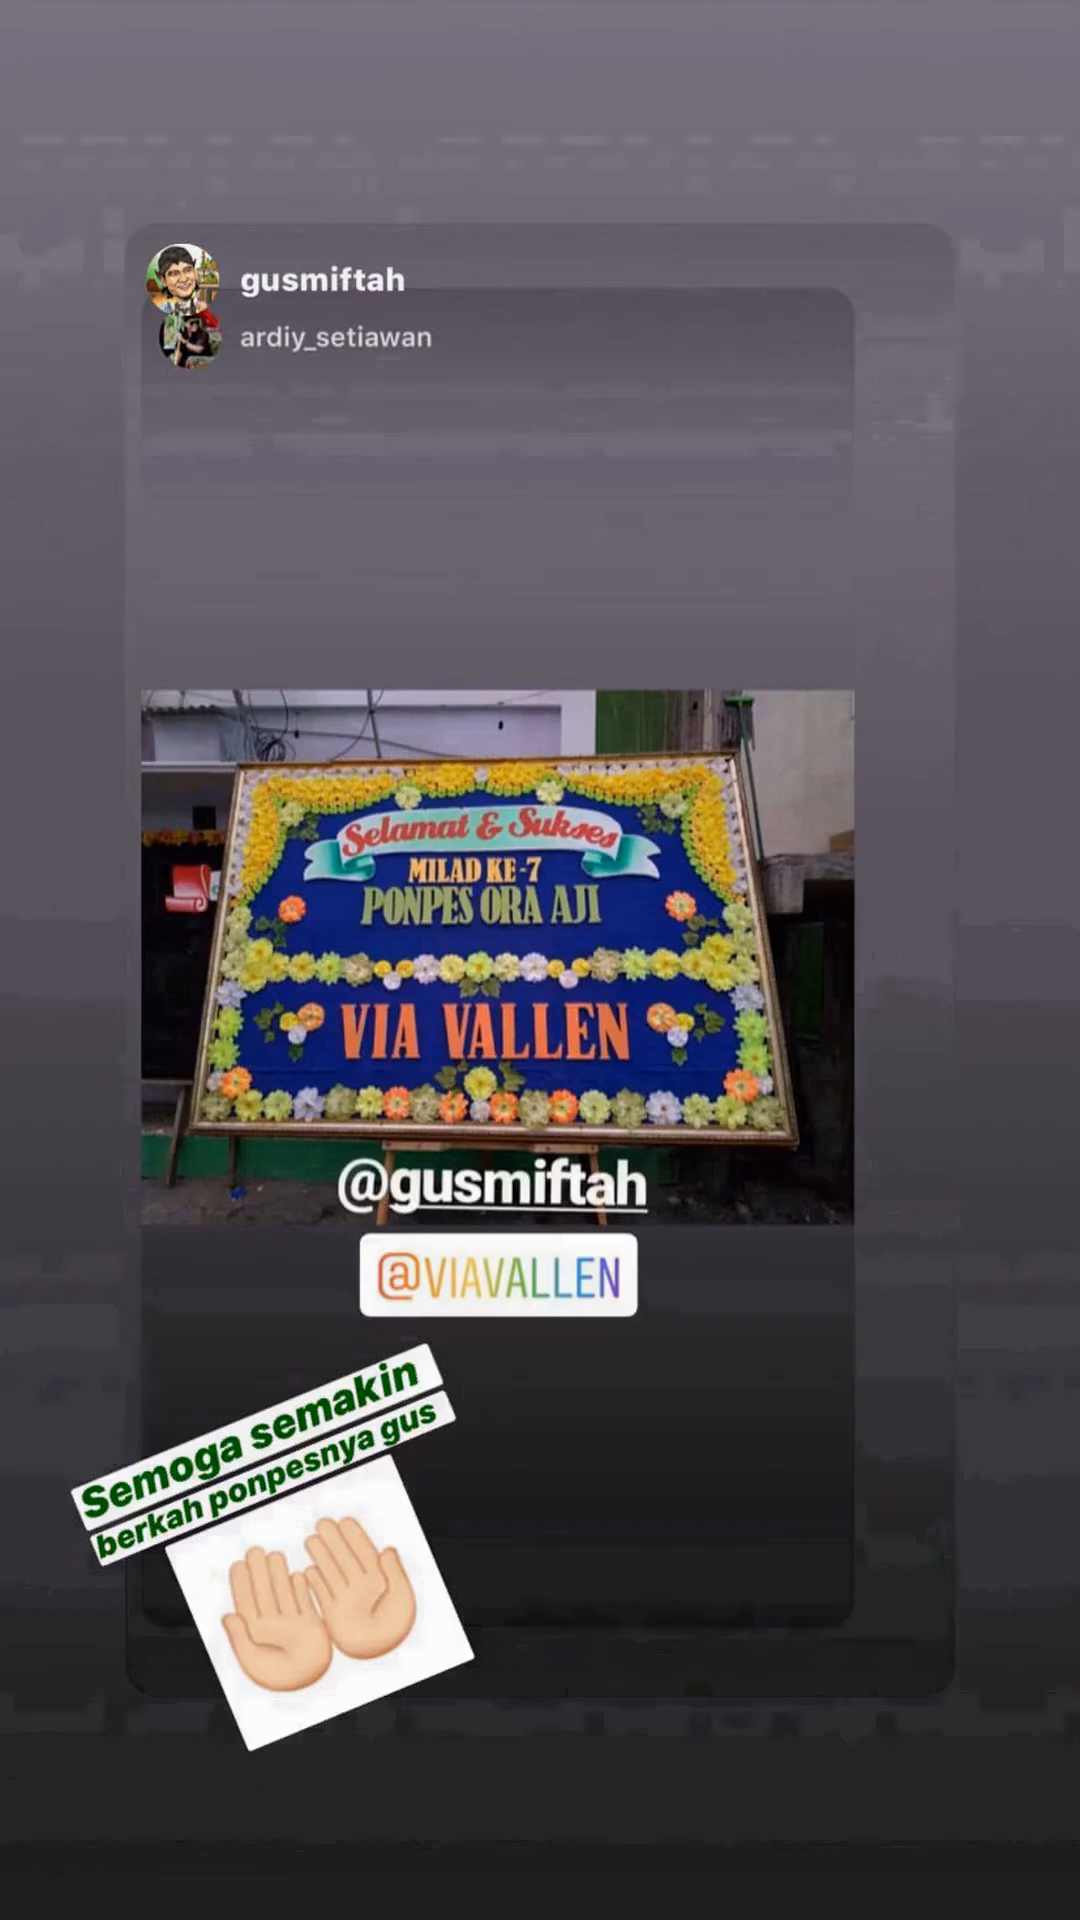 gusmiftah
ardiy_setiawan
Selamat & Sukses
MILAD KE-7
PONPES ORA AJI
VIA VALLEN
@gusmiftah
@VIAVALLEN
Semoga semakin
berkah ponpesnya gus